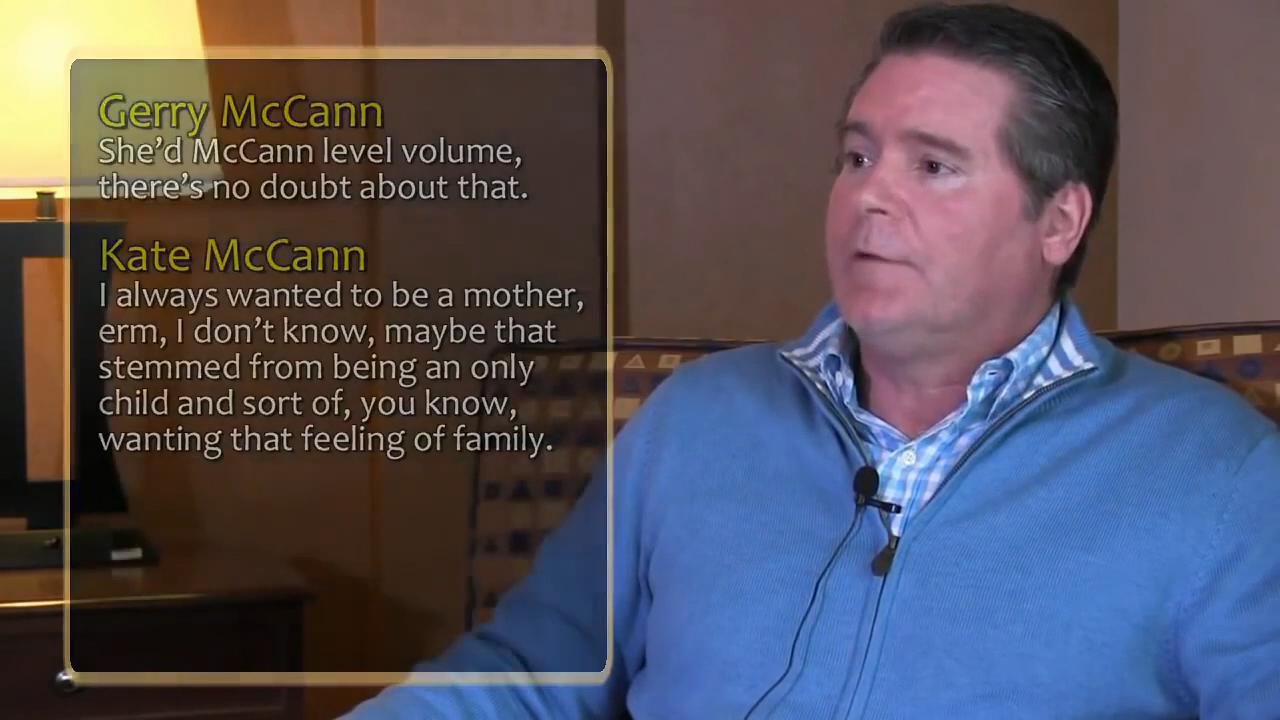 Gerry McCann
She'd McCann level volume,
there's no doubt about that.
Kate McCann
I always wanted to be a mother,
erm, I don't know, maybe that
stemmed from being an only
child and sort of, you know,
wanting that feeling of family.